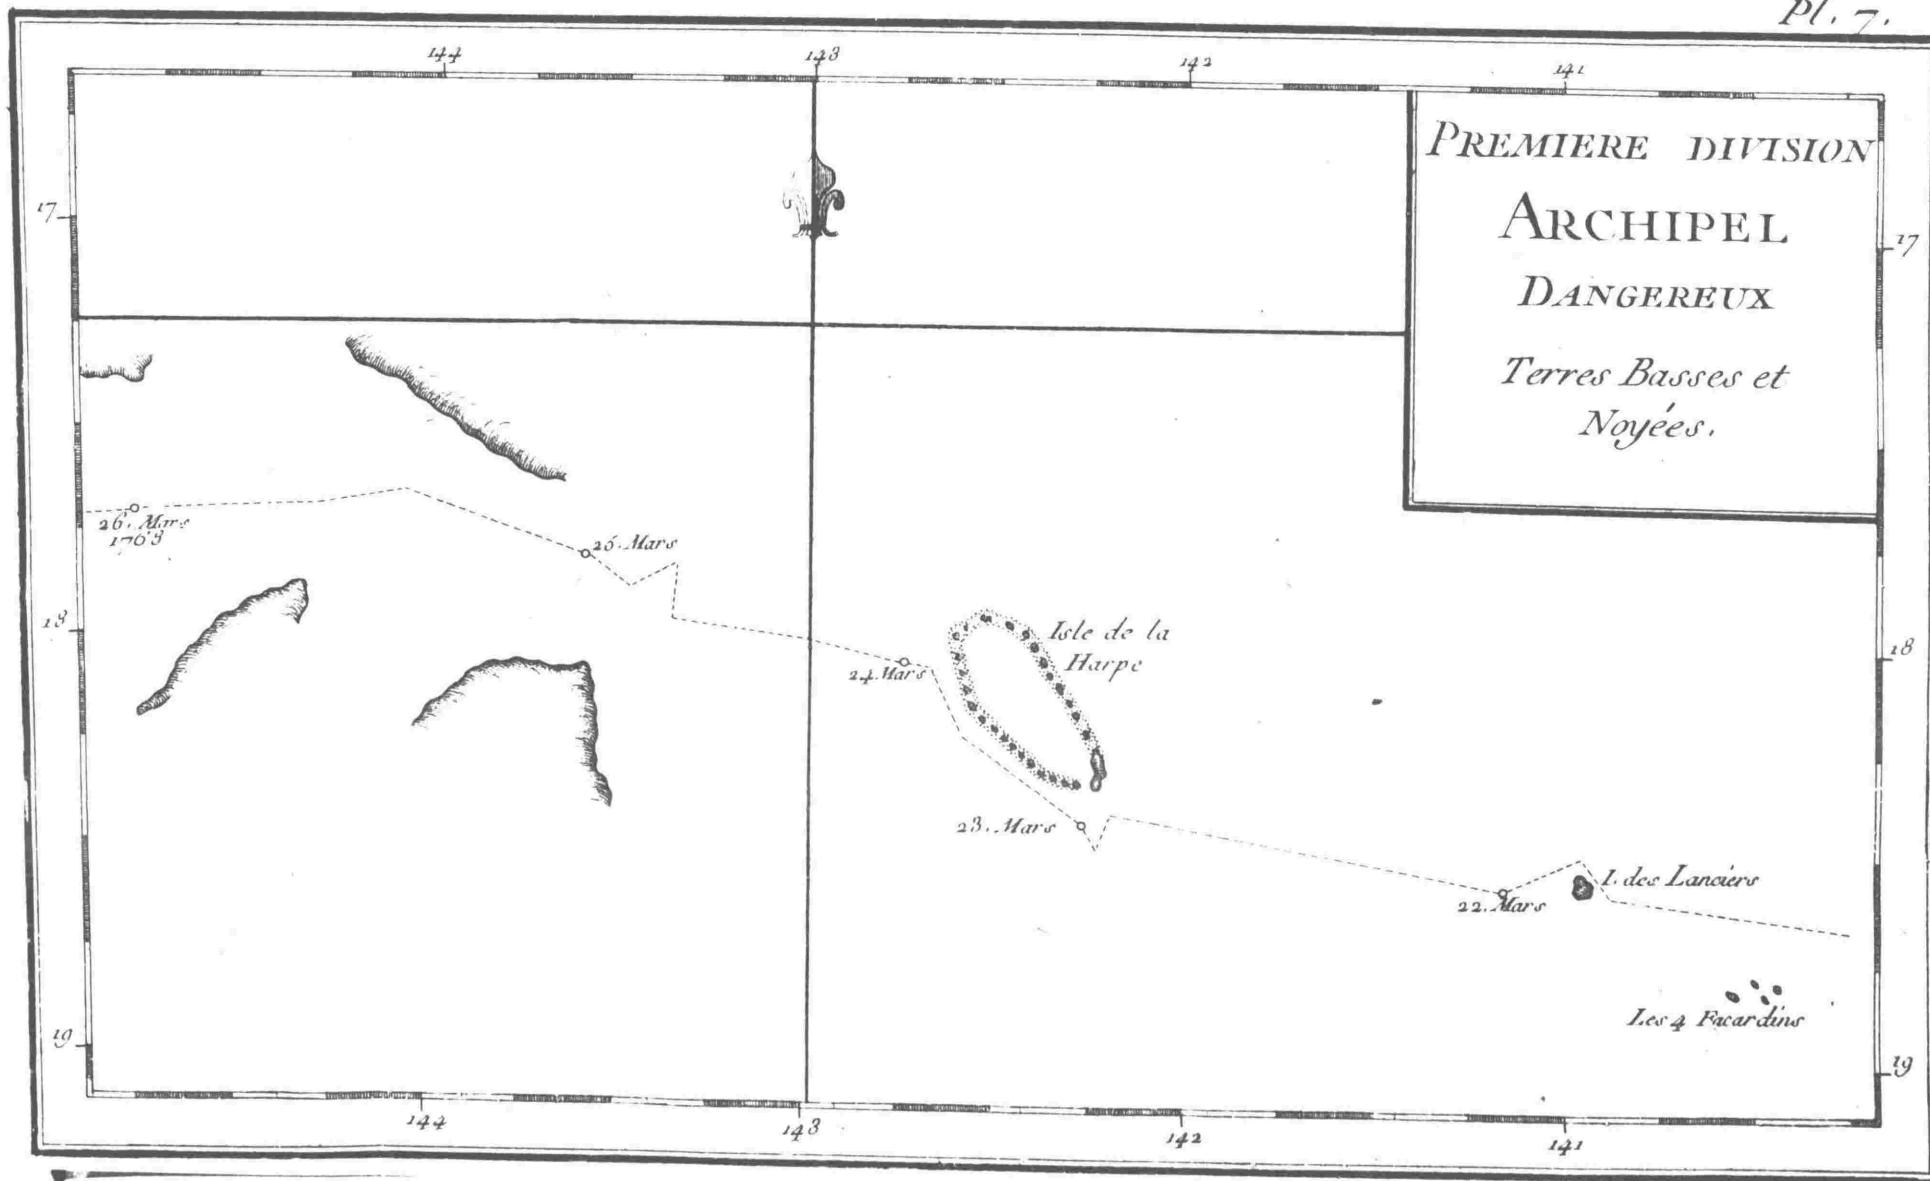 Pl. 7.
144 143 142 141
PREMIERE DIVISION
ARCHIPEL
DANGEREUX
Terres Basses et
Noyées.
17 17
26. Mars
1768
25. Mars
18 18
Isle de la
Harpe
24. Mars
23. Mars
I. des Lanciers
22. Mars
Les 4 Facardins
19 19
144 143 142 141